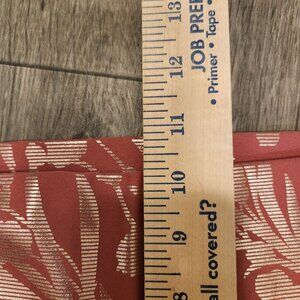 13
12
11
10
9
8
JOB PREP
• Primer • Tape •
all covered?